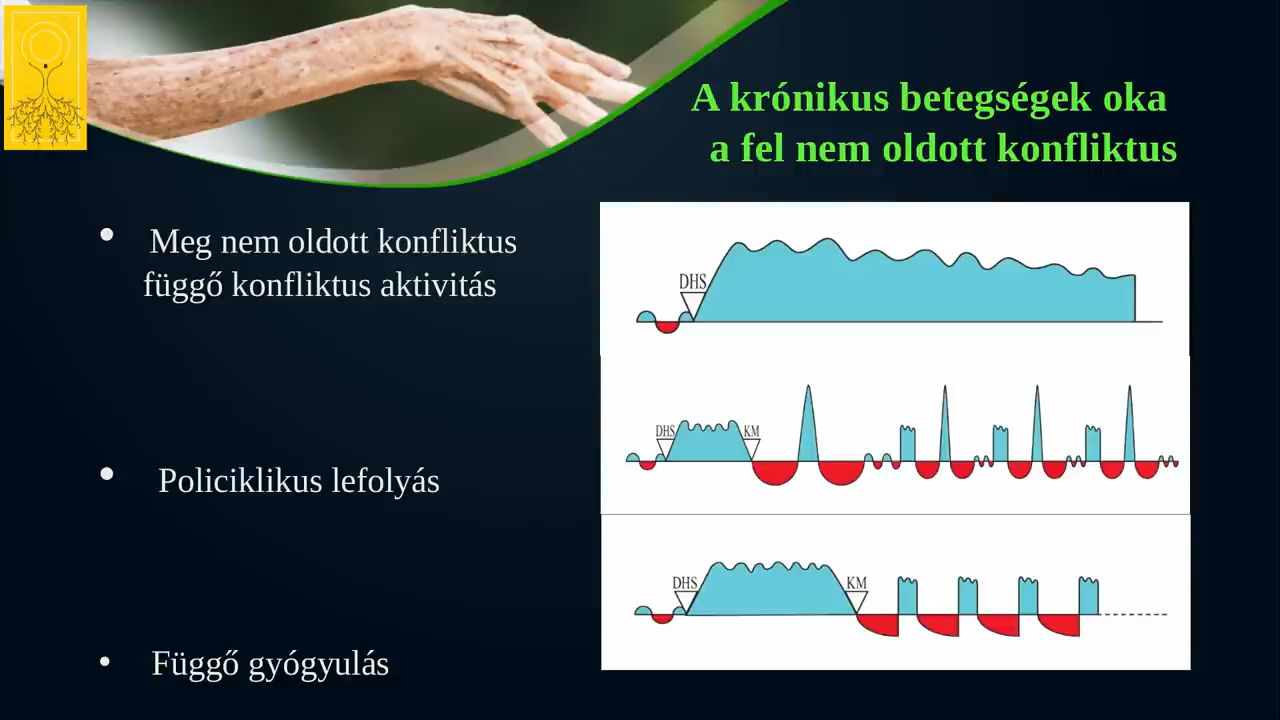 A krónikus betegségek oka
a fel nem oldott konfliktus
• Meg nem oldott konfliktus
függő konfliktus aktivitás
DHS
• Policiklikus lefolyás
DHS KM
• Függő gyógyulás
DHS KM